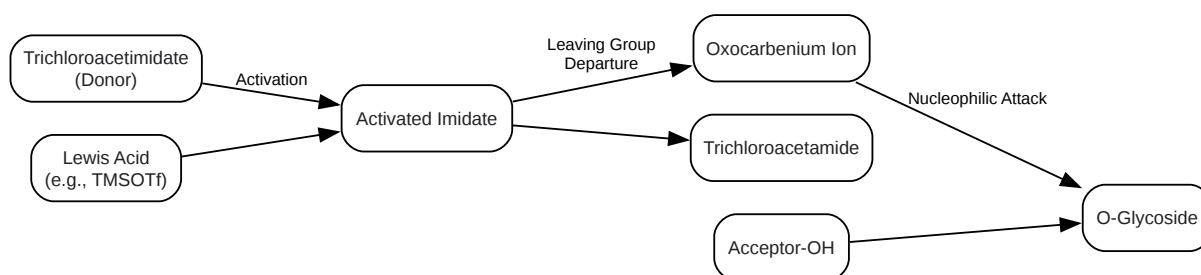 Trichloroacetimidate
(Donor)
Activation
Lewis Acid
(e.g., TMSOTf)
Activated Imidate
Leaving Group
Departure
Oxocarbenium Ion
Trichloroacetamide
Nucleophilic Attack
Acceptor-OH
O-Glycoside